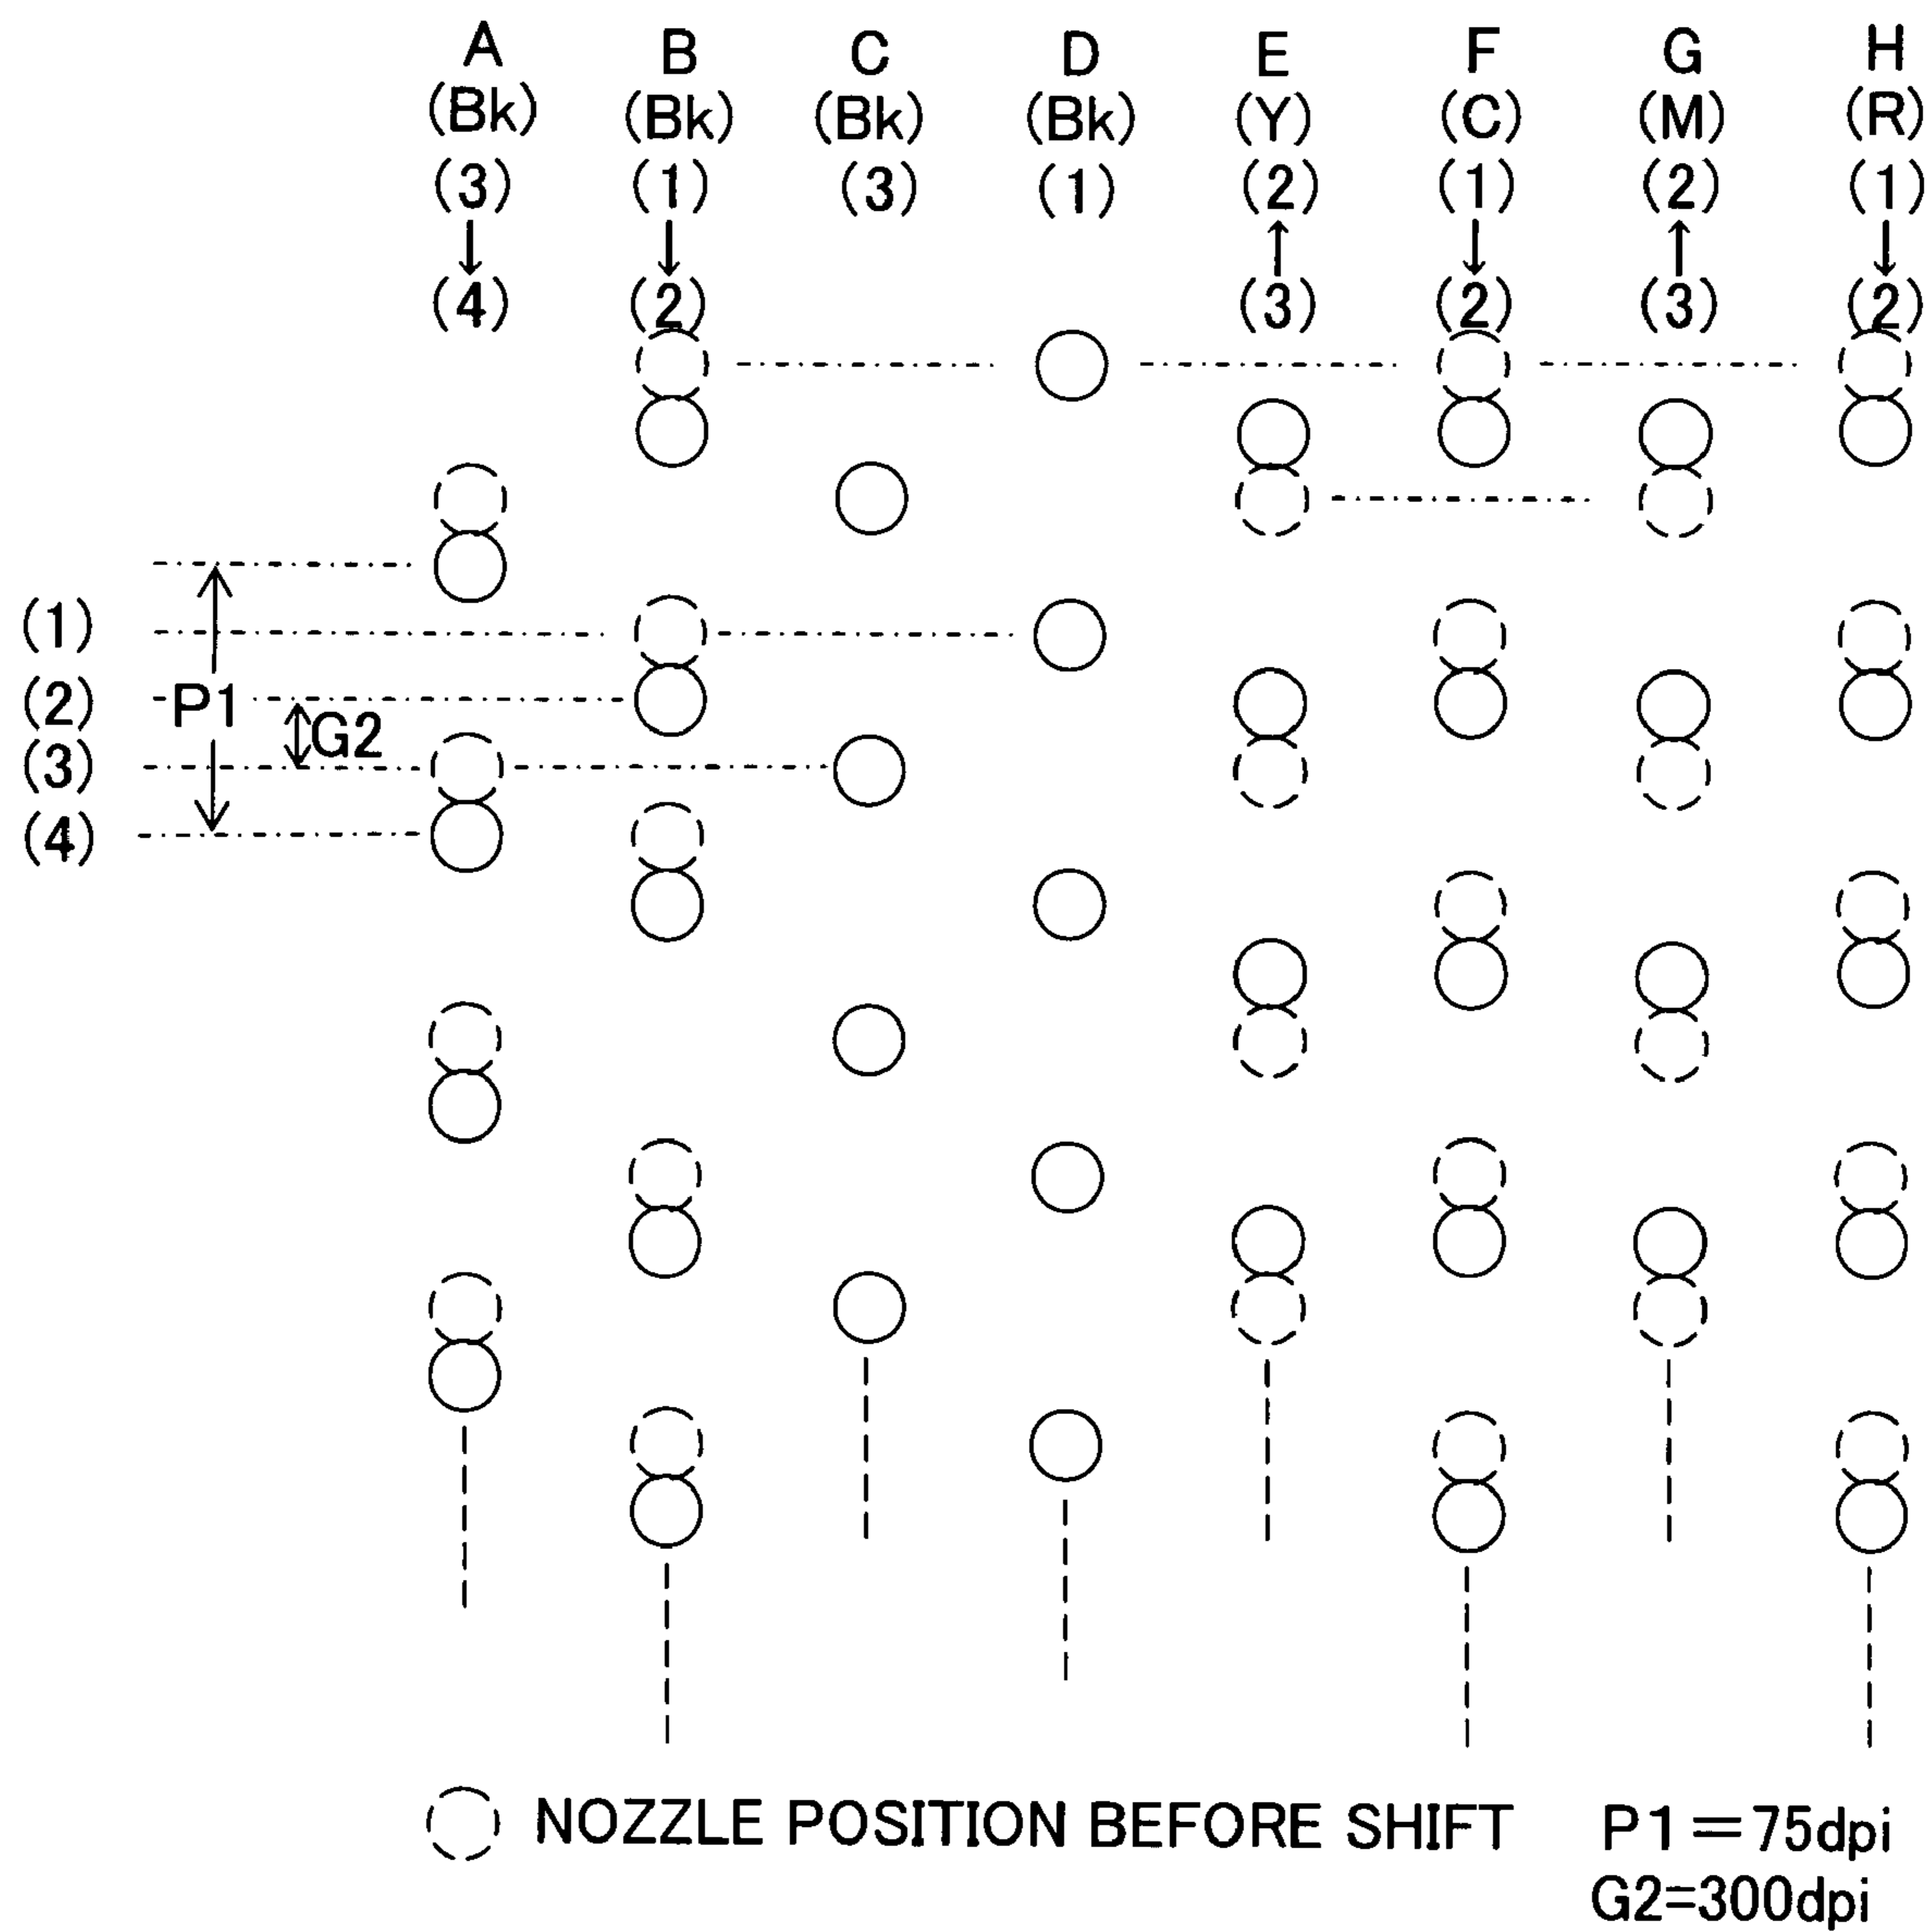 A B C D E F G H
(Bk) (Bk) (Bk) (Bk) (Y) (C) (M) (R)
(3) (1) (3) (1) (2) (1) (2) (1)
↓ ↓ ↑ ↓ ↑ ↓
(4) (2) (3) (2) (3) (2)
(1)
(2) P1
G2
(3)
(4)
NOZZLE POSITION BEFORE SHIFT P1=75dpi
G2=300dpi